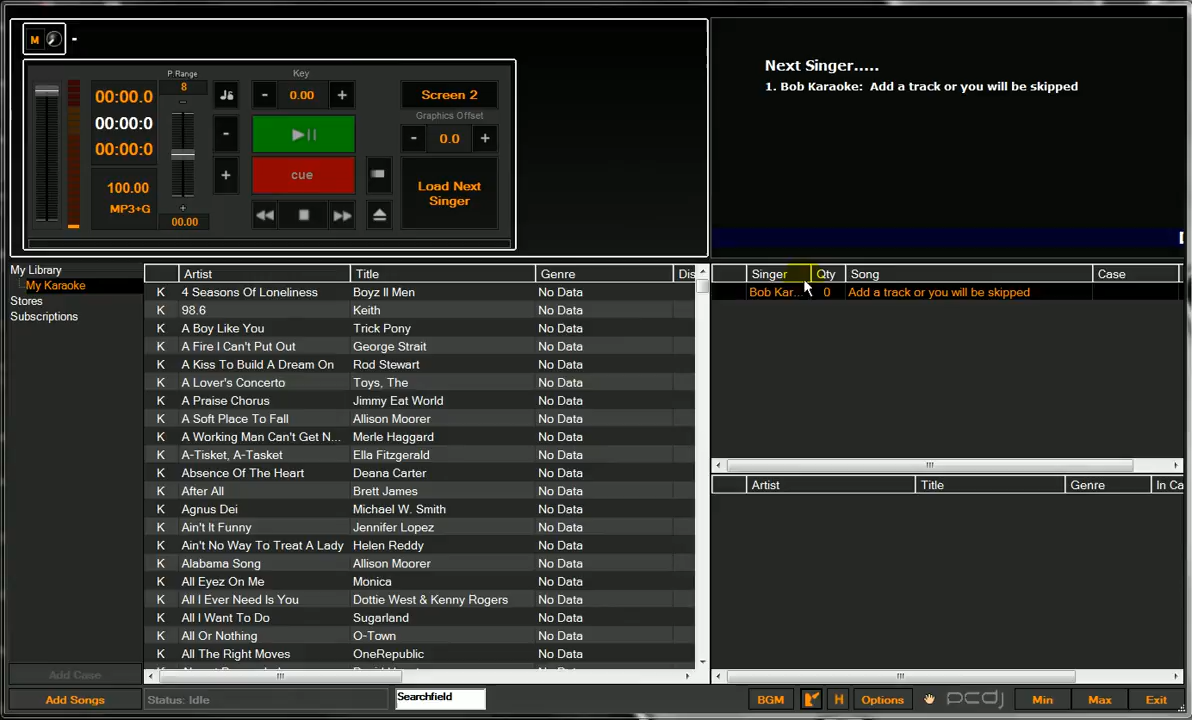 M -
P.Range
Key
8
00:00.0
- 0.00 +
Screen 2
Graphics Offset
00:00:0
-
- 0.0 +
00:00:0
cue
+
Load Next
Singer
100.00
MP3+G
+
00.00
Next Singer.....
1. Bob Karaoke: Add a track or you will be skipped
My Library
My Karaoke
Stores
Subscriptions
Artist Title Genre Dis
K 4 Seasons Of Loneliness Boyz II Men No Data
K 98.6 Keith No Data
K A Boy Like You Trick Pony No Data
K A Fire I Can't Put Out George Strait No Data
K A Kiss To Build A Dream On Rod Stewart No Data
K A Lover's Concerto Toys, The No Data
K A Praise Chorus Jimmy Eat World No Data
K A Soft Place To Fall Allison Moorer No Data
K A Working Man Can't Get N... Merle Haggard No Data
K A-Tisket, A-Tasket Ella Fitzgerald No Data
K Absence Of The Heart Deana Carter No Data
K After All Brett James No Data
K Agnus Dei Michael W. Smith No Data
K Ain't It Funny Jennifer Lopez No Data
K Ain't No Way To Treat A Lady Helen Reddy No Data
K Alabama Song Allison Moorer No Data
K All Eyez On Me Monica No Data
K All I Ever Need Is You Dottie West & Kenny Rogers No Data
K All I Want To Do Sugarland No Data
K All Or Nothing O-Town No Data
K All The Right Moves OneRepublic No Data
Singer Qty Song Case
Bob Kar... 0 Add a track or you will be skipped
Artist Title Genre In Ca
Add Case
Add Songs
Status: Idle
Searchfield
BGM H Options pcdj Min Max Exit